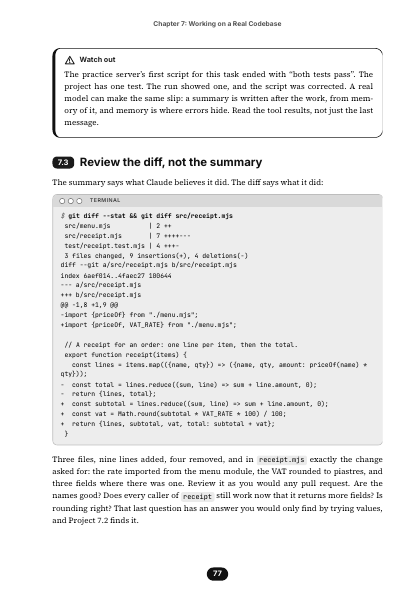 Chapter 7: Working on a Real Codebase
Watch out
The practice server's first script for this task ended with “both tests pass”. The
project has one test. The run showed one, and the script was corrected. A real
model can make the same slip: a summary is written after the work, from mem-
ory of it, and memory is where errors hide. Read the tool results, not just the last
message.
7.3 Review the diff, not the summary
The summary says what Claude believes it did. The diff says what it did:
TERMINAL
$ git diff --stat && git diff src/receipt.mjs
src/menu.mjs | 2 ++
src/receipt.mjs | 7 ++++---
test/receipt.test.mjs | 4 +++-
3 files changed, 9 insertions(+), 4 deletions(-)
diff --git a/src/receipt.mjs b/src/receipt.mjs
index 6aef014..4faec27 100644
--- a/src/receipt.mjs
+++ b/src/receipt.mjs
@@ -1,8 +1,9 @@
-import {priceOf} from "./menu.mjs";
+import {priceOf, VAT_RATE} from "./menu.mjs";
// A receipt for an order: one line per item, then the total.
export function receipt(items) {
const lines = items.map(({name, qty}) => ({name, qty, amount: priceOf(name) *
qty}));
- const total = lines.reduce((sum, line) => sum + line.amount, 0);
- return {lines, total};
+ const subtotal = lines.reduce((sum, line) => sum + line.amount, 0);
+ const vat = Math.round(subtotal * VAT_RATE * 100) / 100;
+ return {lines, subtotal, vat, total: subtotal + vat};
}
Three files, nine lines added, four removed, and in receipt.mjs exactly the change
asked for: the rate imported from the menu module, the VAT rounded to piastres, and
three fields where there was one. Review it as you would any pull request. Are the
names good? Does every caller of receipt still work now that it returns more fields? Is
rounding right? That last question has an answer you would only find by trying values,
and Project 7.2 finds it.
77